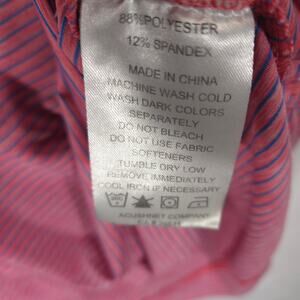 88% POLYESTER
12% SPANDEX
MADE IN CHINA
MACHINE WASH COLD
WASH DARK COLORS
SEPARATELY
DO NOT BLEACH
DO NOT USE FABRIC
SOFTENERS
TUMBLE DRY LOW
REMOVE IMMEDIATELY
COOL IRON IF NECESSARY
ACUSHNET COMPANY